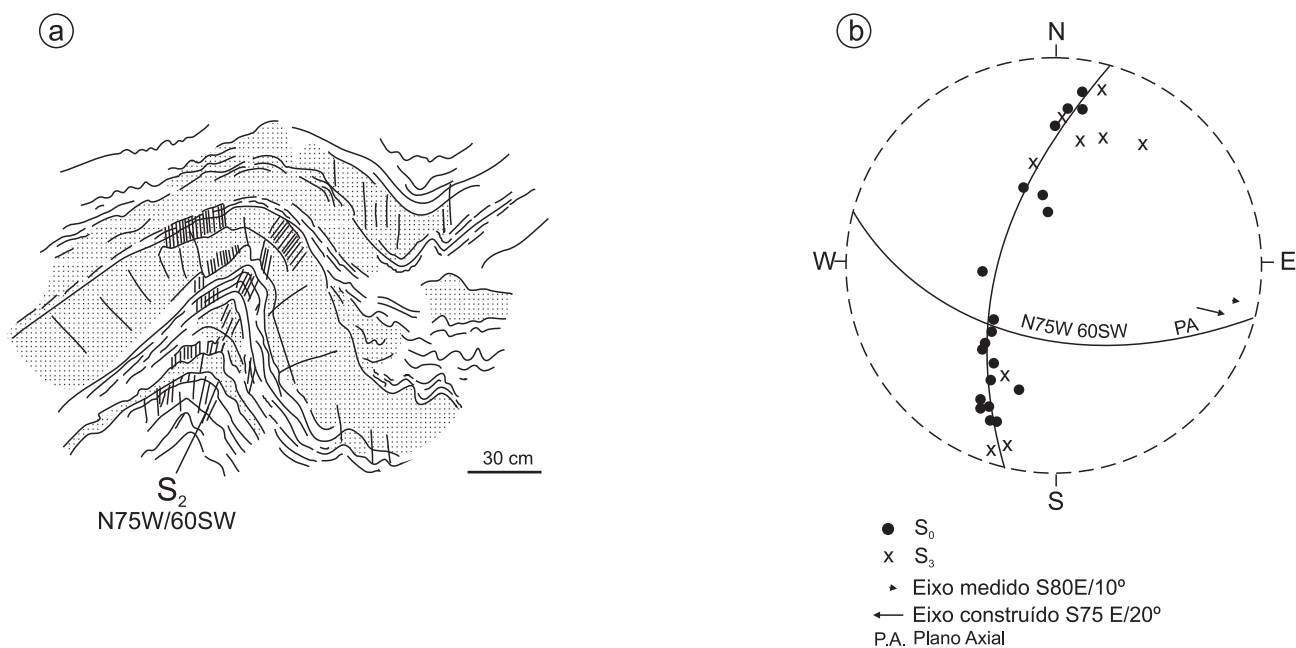 a
30 cm
S₂
N75W/60SW
b
N
W
E
N75W 60SW
PA
S
S₀
x S₃
Eixo medido S80E/10º
Eixo construído S75 E/20º
P.A. Plano Axial